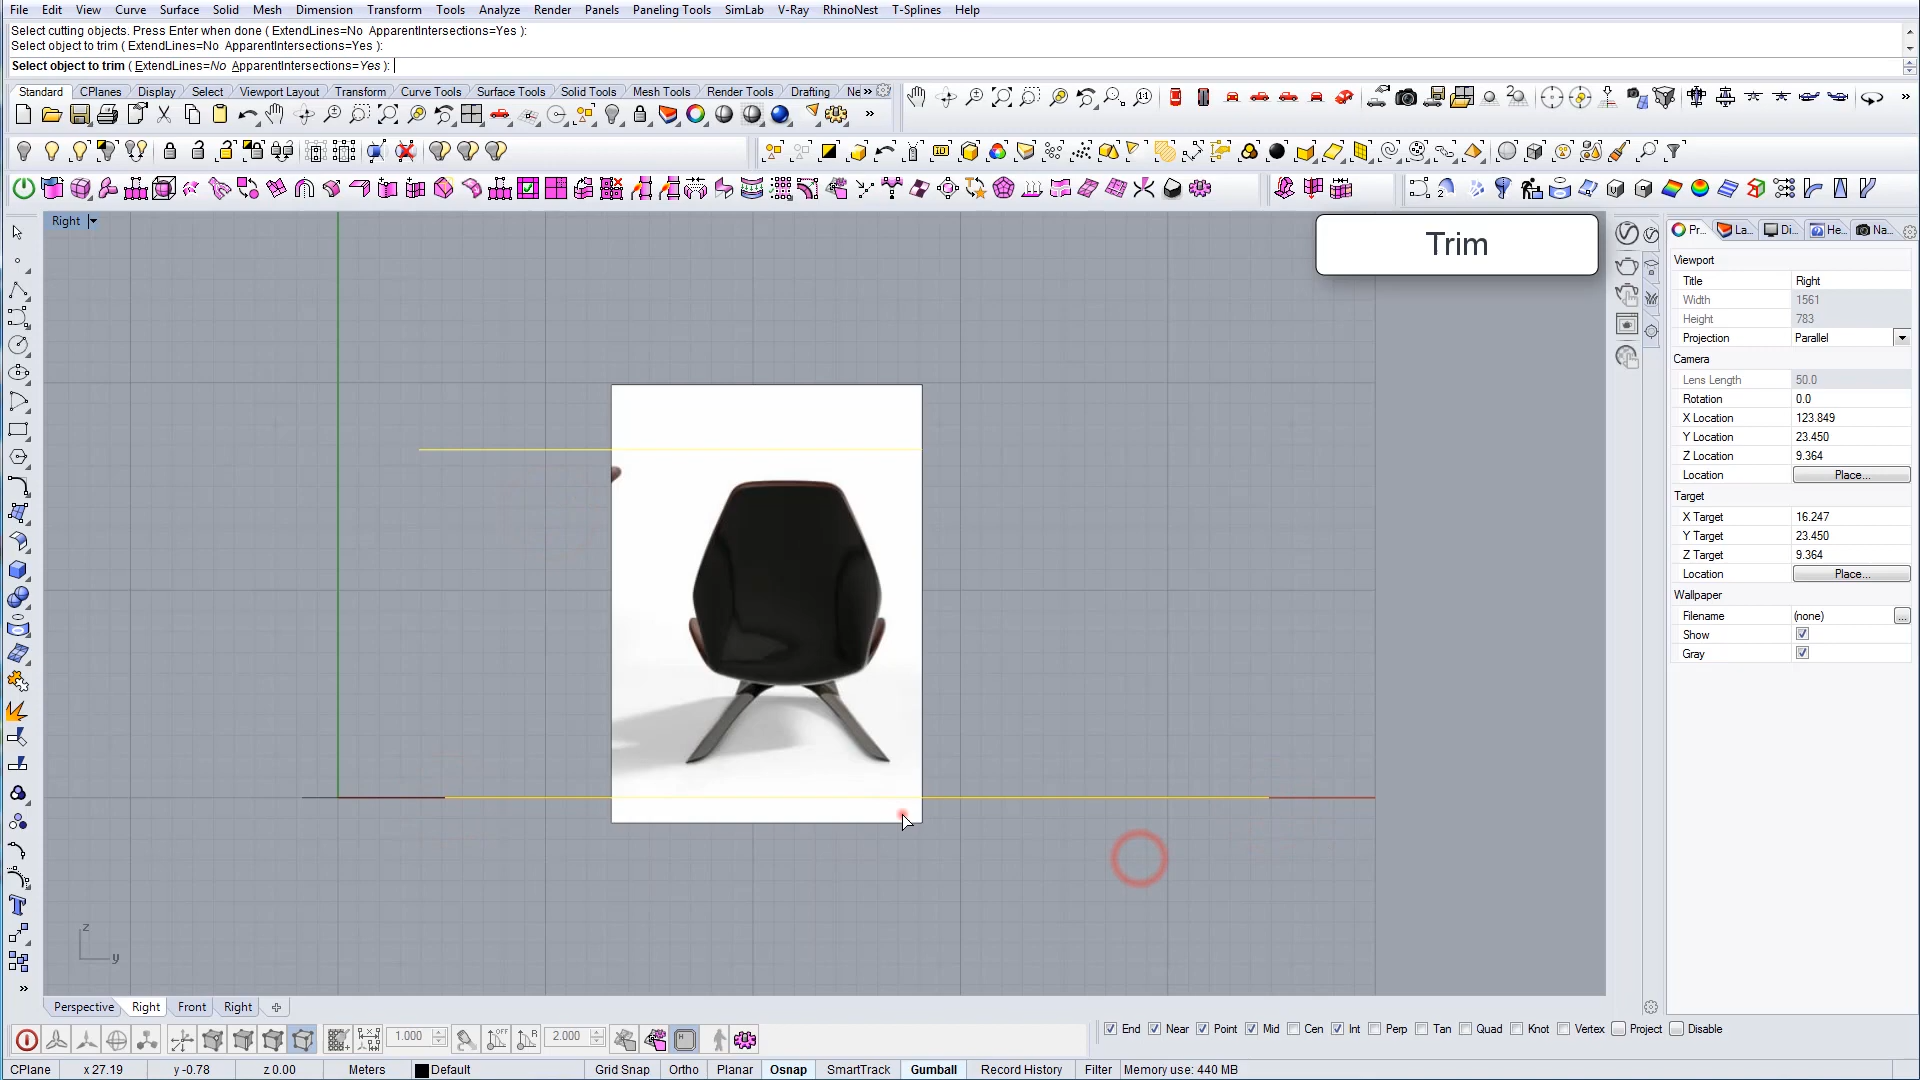 File Edit View Curve Surface Solid Mesh Dimension Transform Tools Analyze Render Panels Paneling Tools SimLab V-Ray RhinoNest T-Splines Help
Select cutting objects. Press Enter when done ( ExtendLines=No ApparentIntersections=Yes ):
Select object to trim ( ExtendLines=No ApparentIntersections=Yes ):
Select object to trim ( ExtendLines=No ApparentIntersections=Yes ):
Standard CPlanes Display Select Viewport Layout Transform Curve Tools Surface Tools Solid Tools Mesh Tools Render Tools Drafting Ne »
Right
Trim
Pr... La... Di... He... Na...
Viewport
Title Right
Width 1561
Height 783
Projection Parallel
Camera
Lens Length 50.0
Rotation 0.0
X Location 123.849
Y Location 23.450
Z Location 9.364
Location Place...
Target
X Target 16.247
Y Target 23.450
Z Target 9.364
Location Place...
Wallpaper
Filename (none) ...
Show
Gray
z
y
Perspective Right Front Right
1.000 2.000
End Near Point Mid Cen Int Perp Tan Quad Knot Vertex Project Disable
CPlane x 27.19 y -0.78 z 0.00 Meters Default Grid Snap Ortho Planar Osnap SmartTrack Gumball Record History Filter Memory use: 440 MB